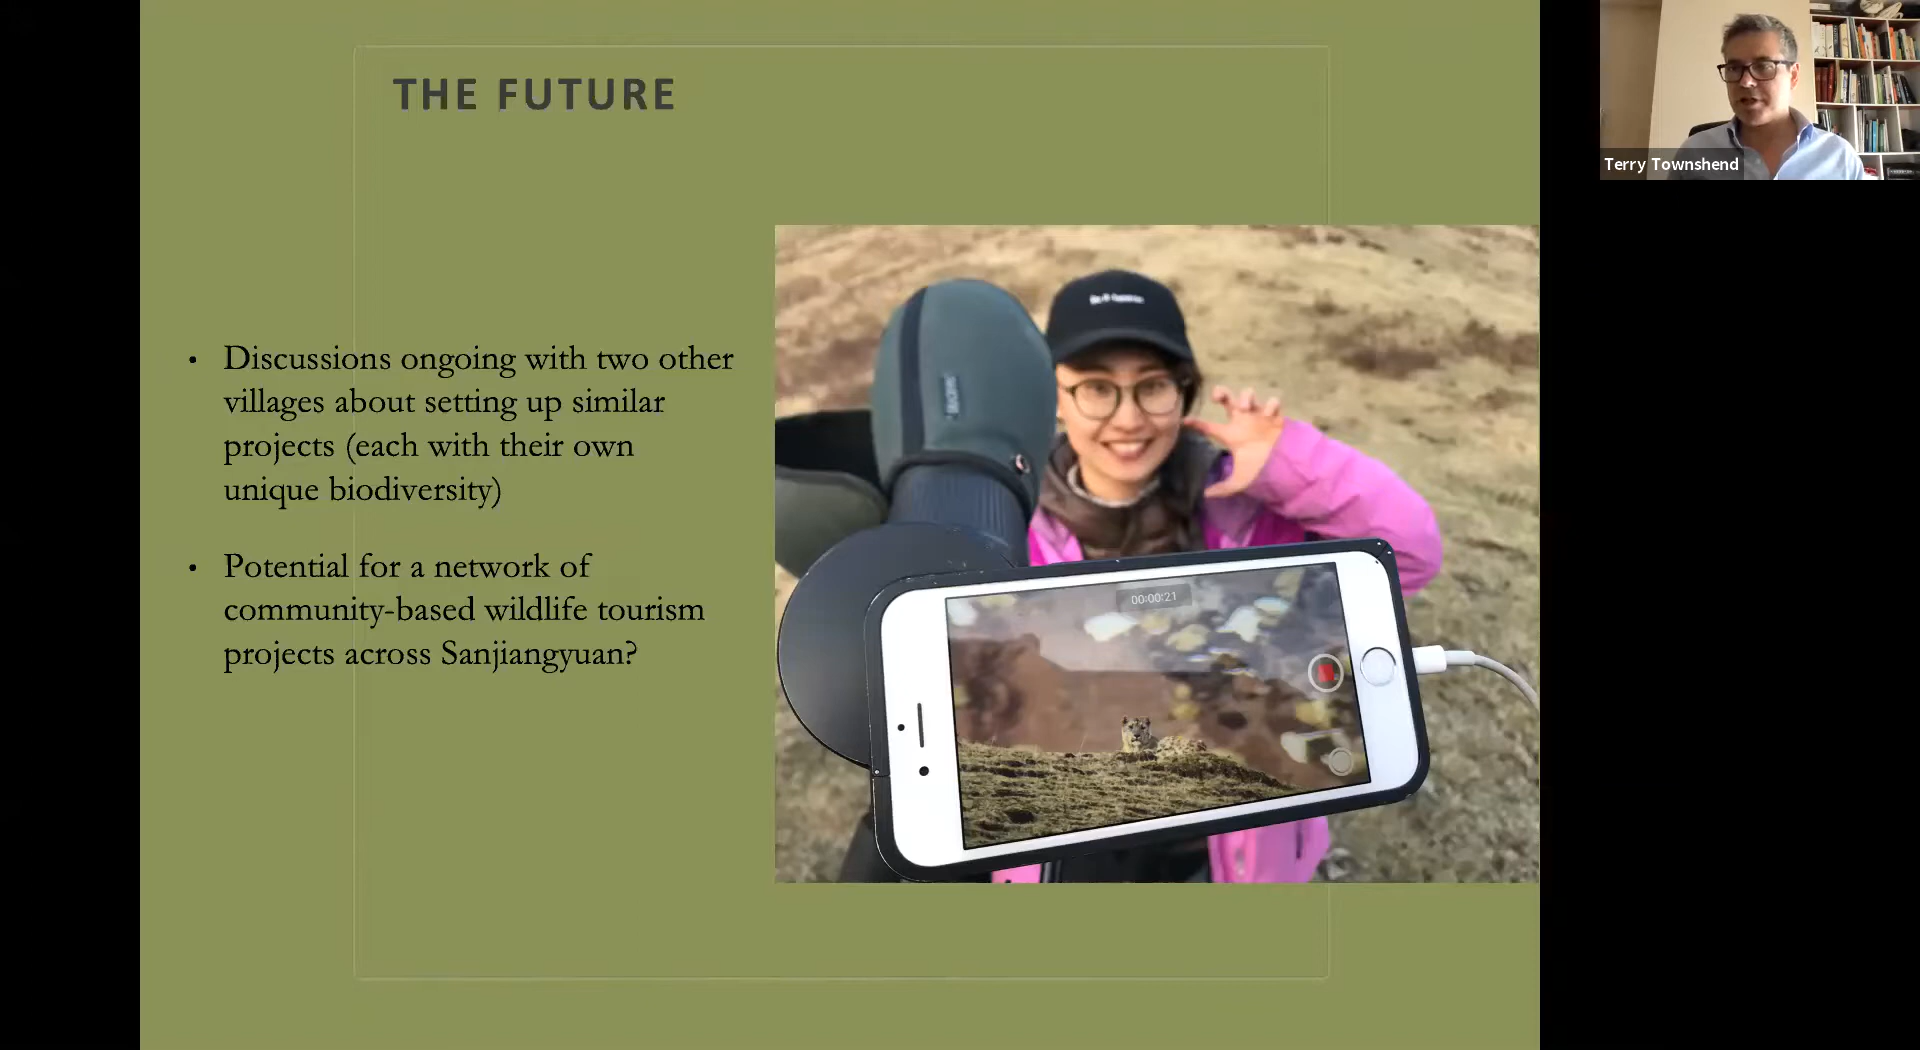 THE FUTURE
• Discussions ongoing with two other
villages about setting up similar
projects (each with their own
unique biodiversity)
• Potential for a network of
community-based wildlife tourism
projects across Sanjiangyuan?
00:00:21
Terry Townshend